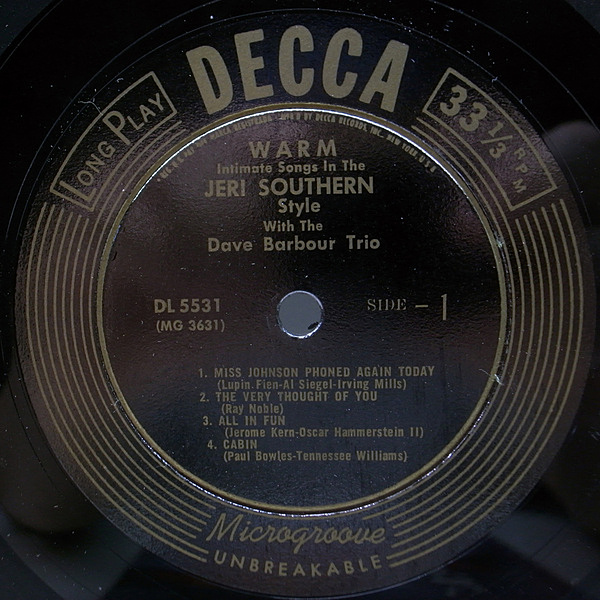 DECCA
LONG PLAY
33 1/3 RPM
WARM
Intimate Songs In The
JERI SOUTHERN
Style
With The
Dave Barbour Trio
DL 5531
(MG 3631)
SIDE - 1
1. MISS JOHNSON PHONED AGAIN TODAY
(Lupin Fien-Al Siegel-Irving Mills)
2. THE VERY THOUGHT OF YOU
(Ray Noble)
3. ALL IN FUN
(Jerome Kern-Oscar Hammerstein II)
4. CABIN
(Paul Bowles-Tennessee Williams)
Microgroove
UNBREAKABLE